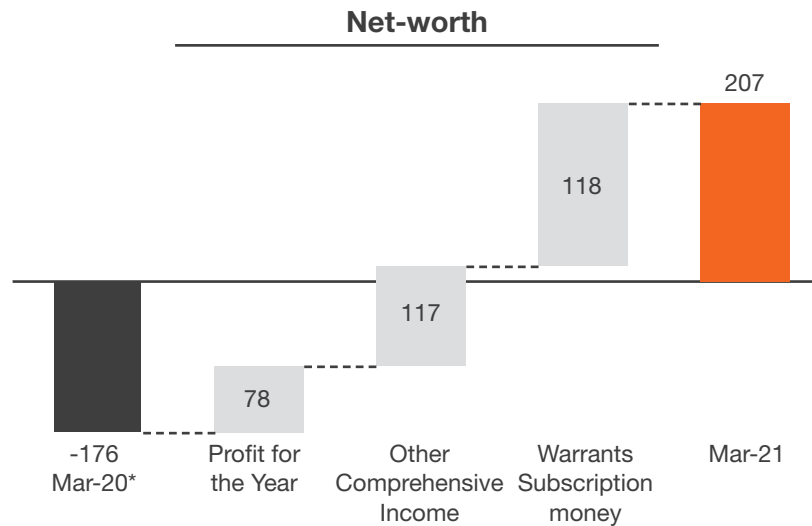 Net-worth
207
118
117
78
-176
Mar-20*
Profit for
the Year
Other
Comprehensive
Income
Warrants
Subscription
money
Mar-21